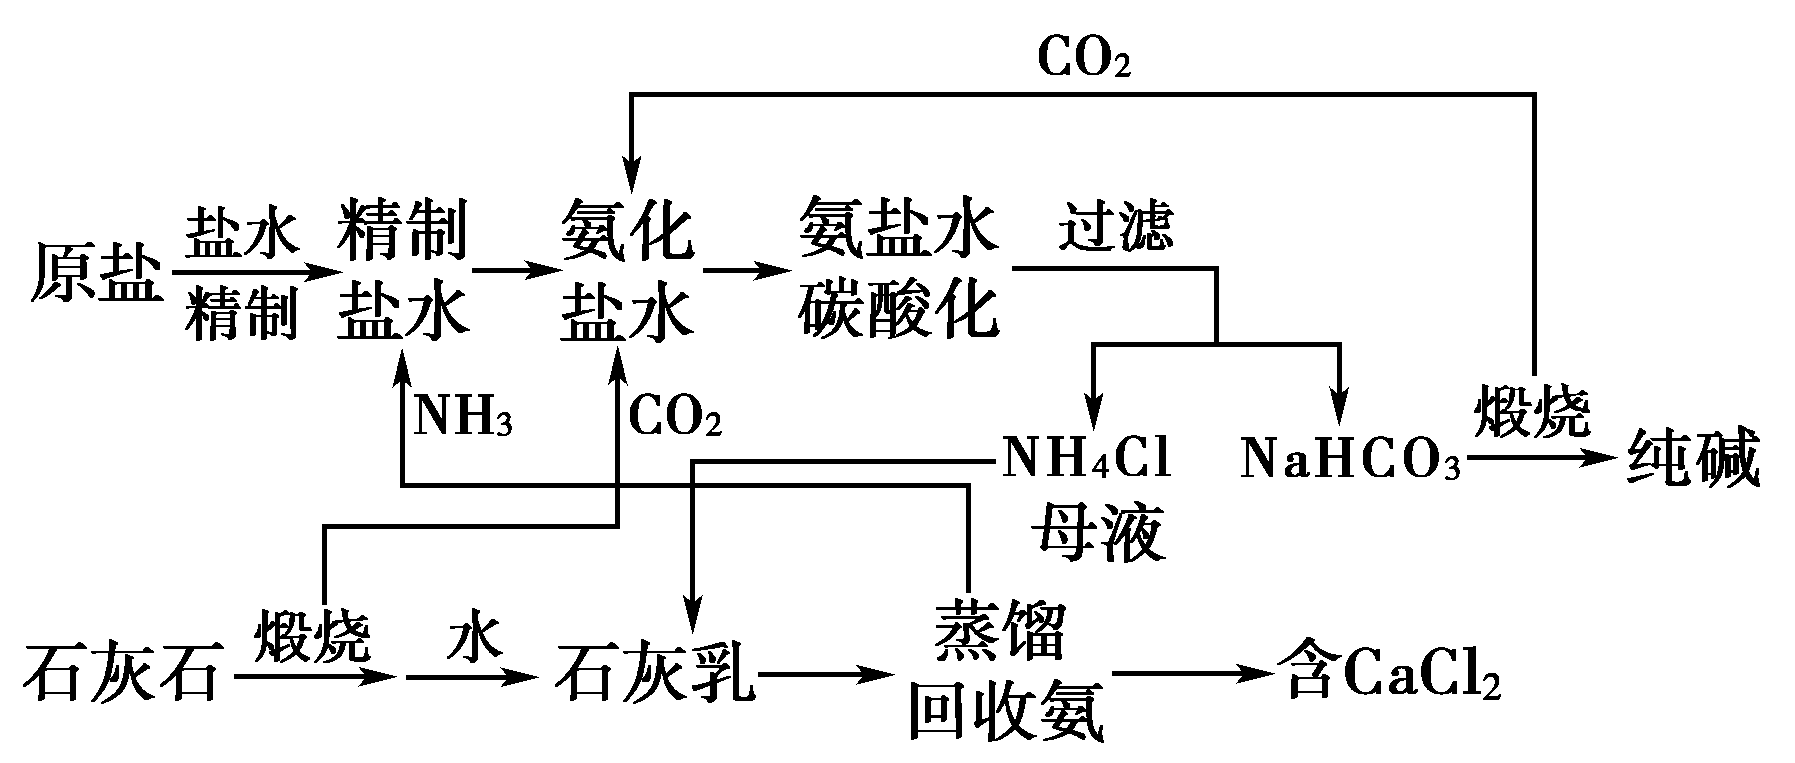 CO₂
原盐
盐水
精制
精制
盐水
氨化
盐水
氨盐水
碳酸化
过滤
NH₃
CO₂
NH₄Cl
母液
NaHCO₃
煅烧
纯碱
石灰石
煅烧
水
石灰乳
蒸馏
回收氨
含CaCl₂